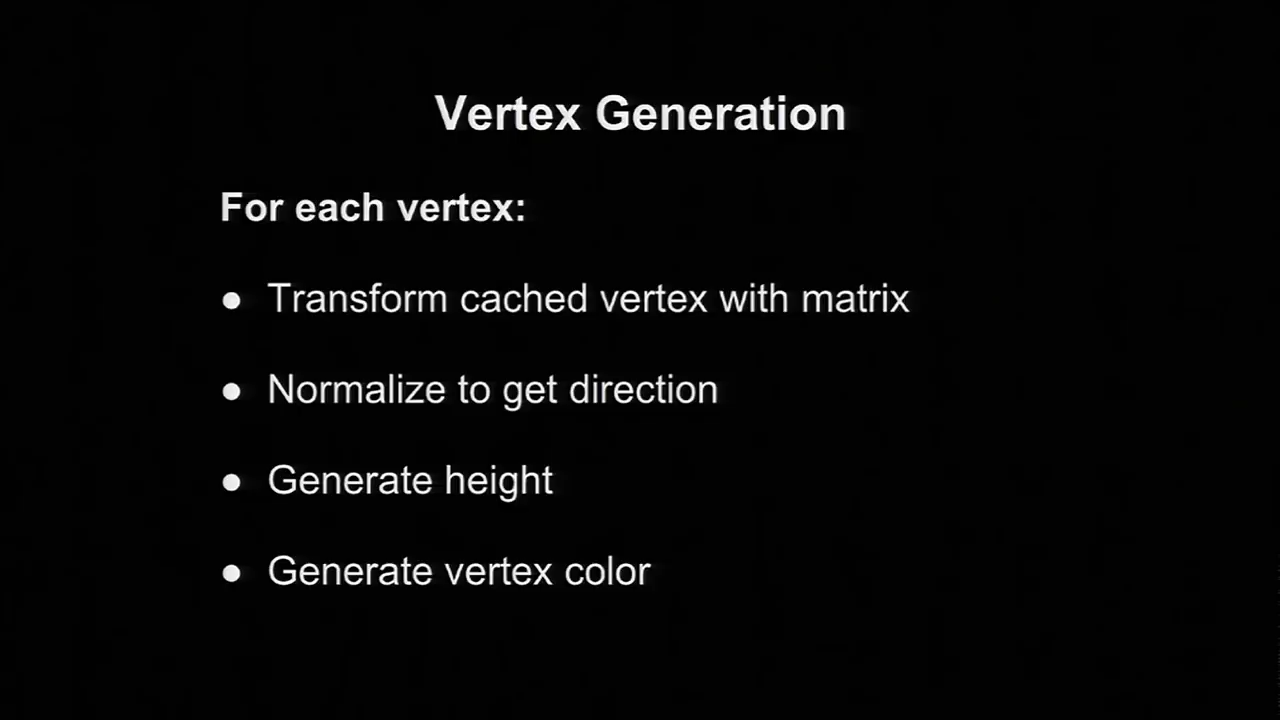 Vertex Generation
For each vertex:
● Transform cached vertex with matrix
● Normalize to get direction
● Generate height
● Generate vertex color